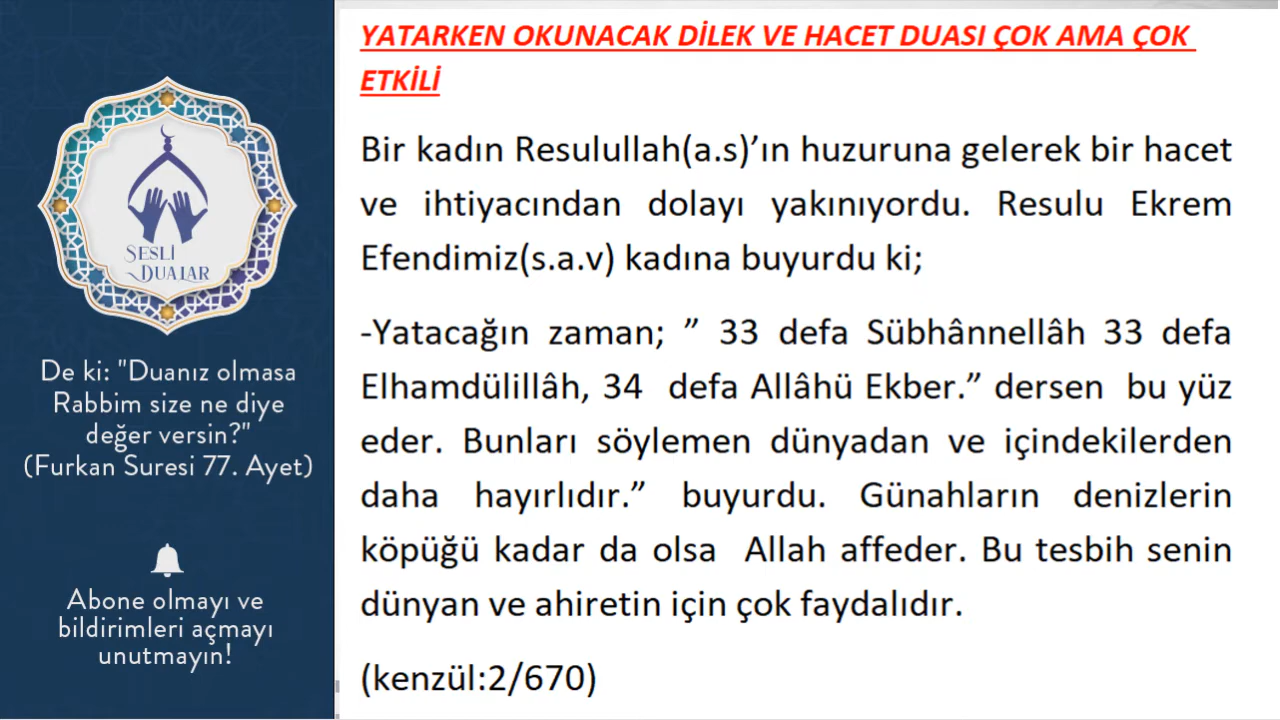 SESLİ
DUALAR
De ki: "Duanız olmasa
Rabbim size ne diye
değer versin?"
(Furkan Suresi 77. Ayet)
Abone olmayı ve
bildirimleri açmayı
unutmayın!
YATARKEN OKUNACAK DİLEK VE HACET DUASI ÇOK AMA ÇOK
ETKİLİ
Bir kadın Resulullah(a.s)’ın huzuruna gelerek bir hacet
ve ihtiyacından dolayı yakınıyordu. Resulu Ekrem
Efendimiz(s.a.v) kadına buyurdu ki;
-Yatacağın zaman; ” 33 defa Sübhânnellâh 33 defa
Elhamdülillâh, 34 defa Allâhü Ekber.” dersen bu yüz
eder. Bunları söylemen dünyadan ve içindekilerden
daha hayırlıdır.” buyurdu. Günahların denizlerin
köpüğü kadar da olsa Allah affeder. Bu tesbih senin
dünyan ve ahiretin için çok faydalıdır.
(kenzül:2/670)